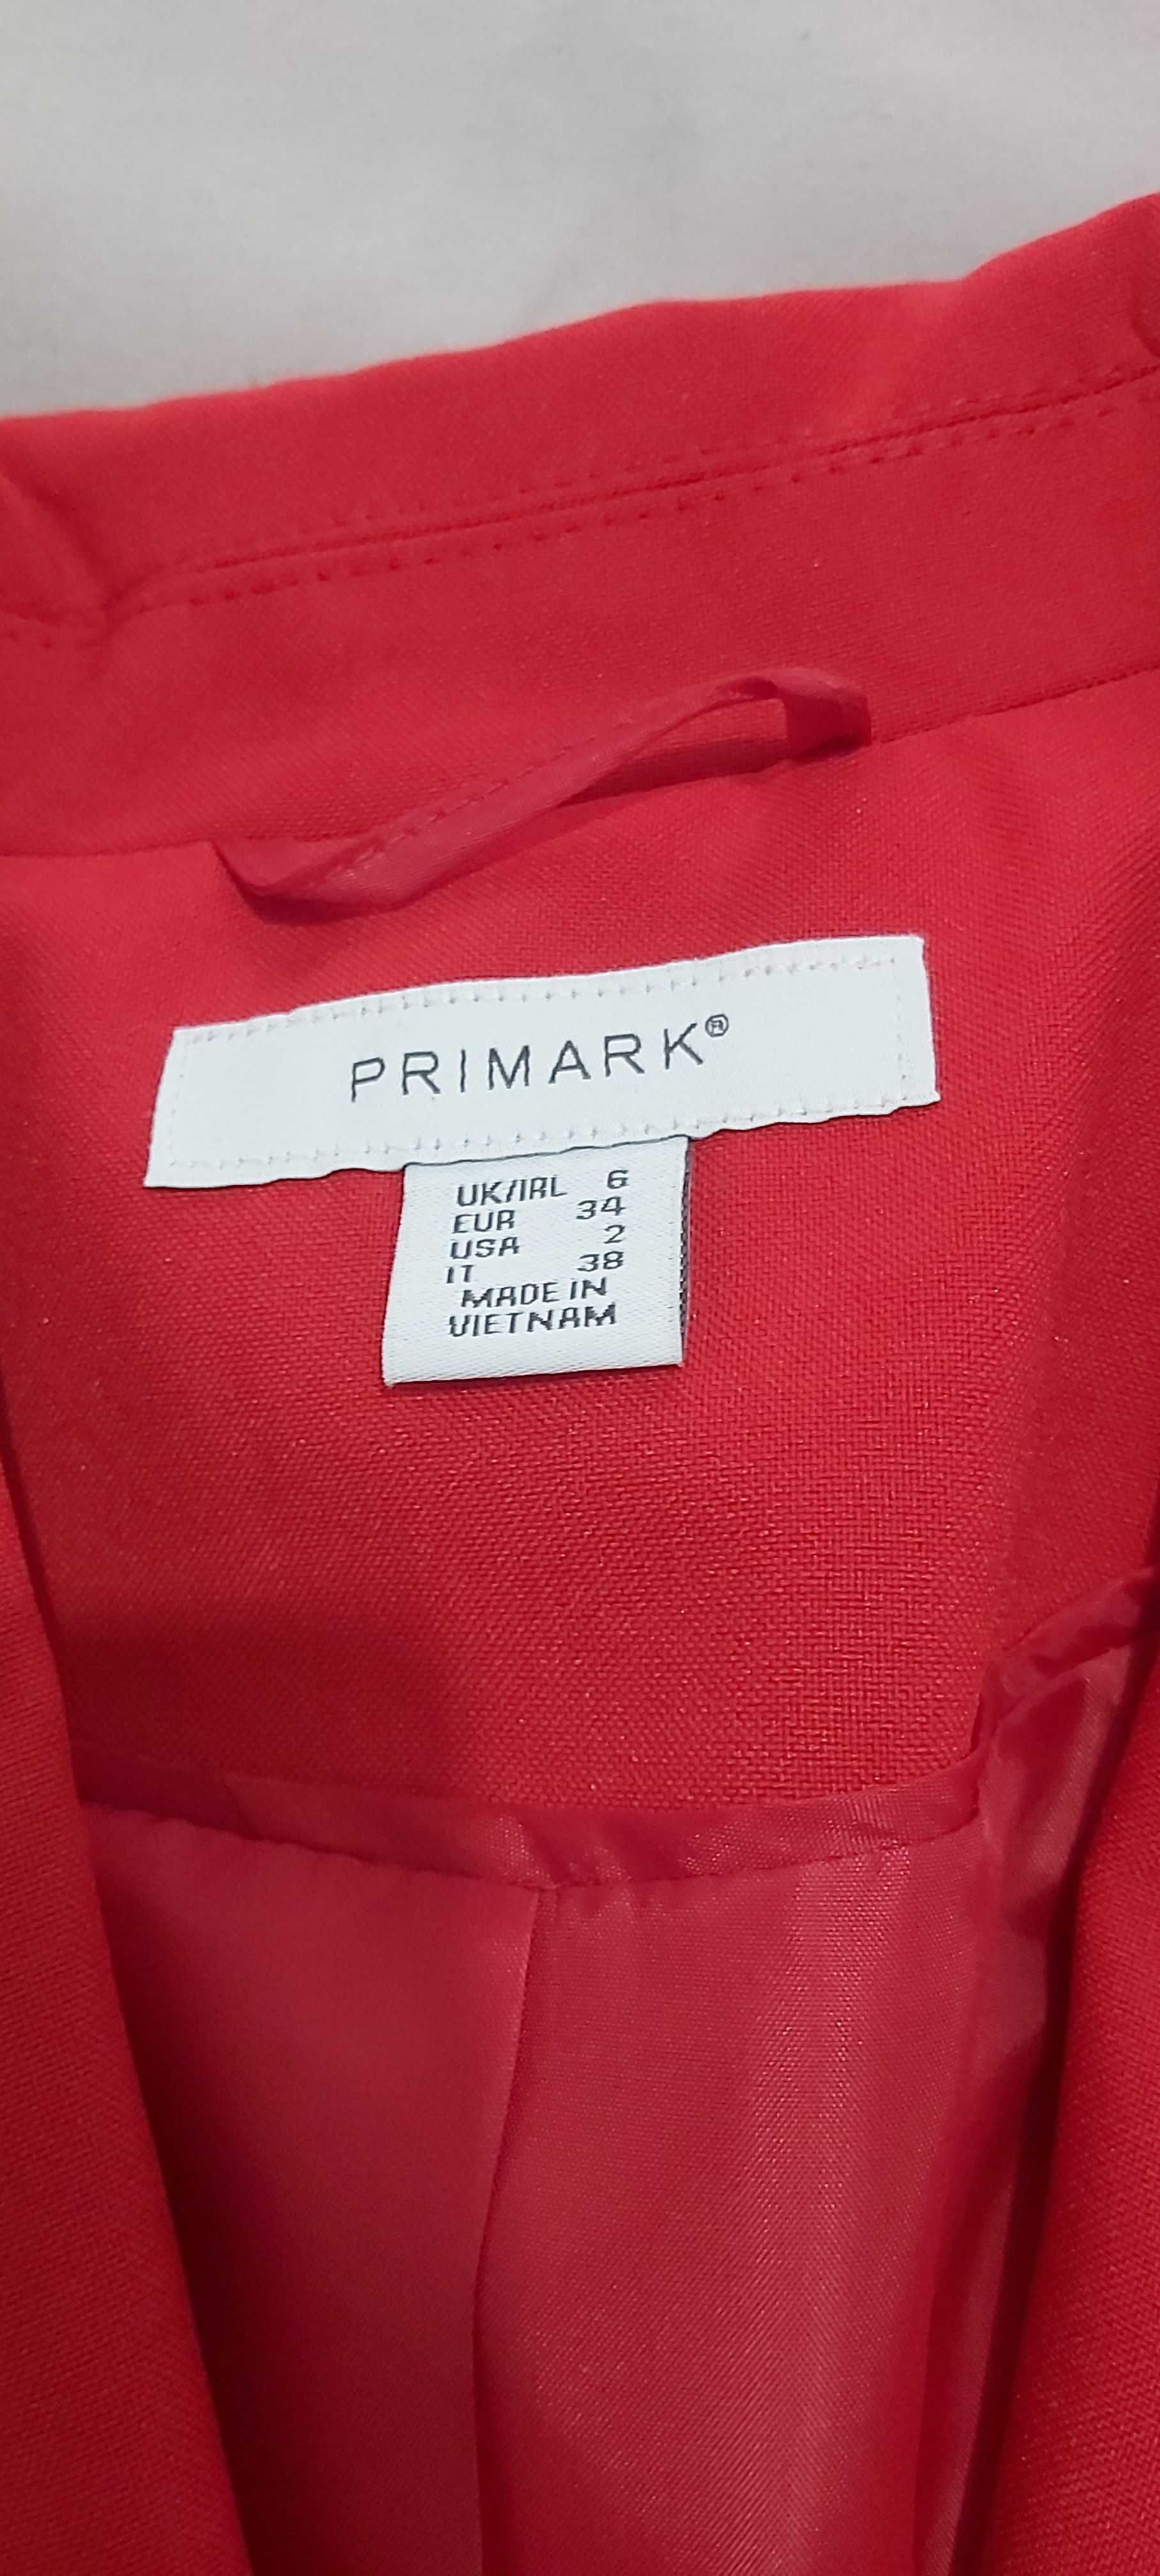 PRIMARK®
UK/IRL 6
EUR 34
USA 2
IT 38
MADE IN
VIETNAM